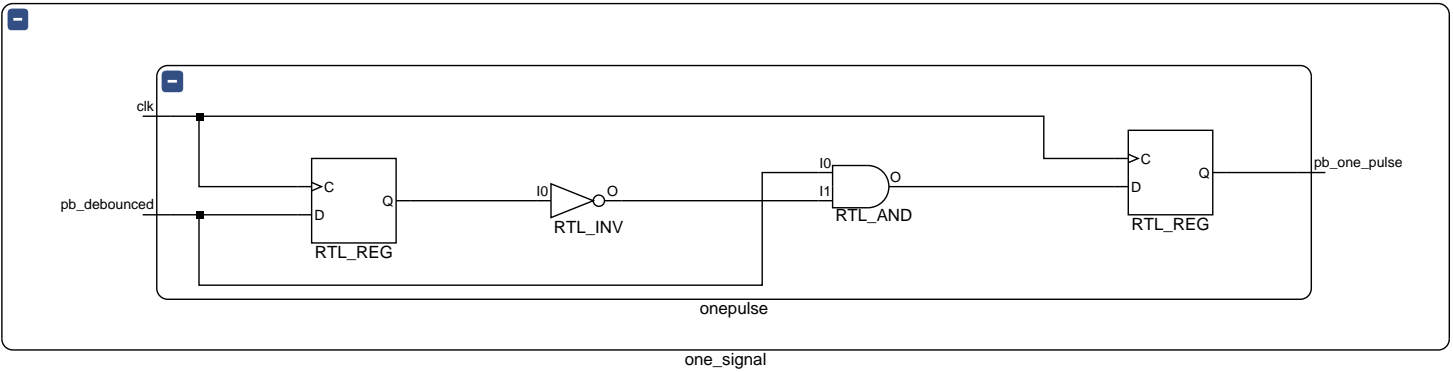 clk
pb_debounced
C
D
Q
RTL_REG
I0
O
RTL_INV
I0
I1
O
RTL_AND
C
D
Q
RTL_REG
pb_one_pulse
onepulse
one_signal